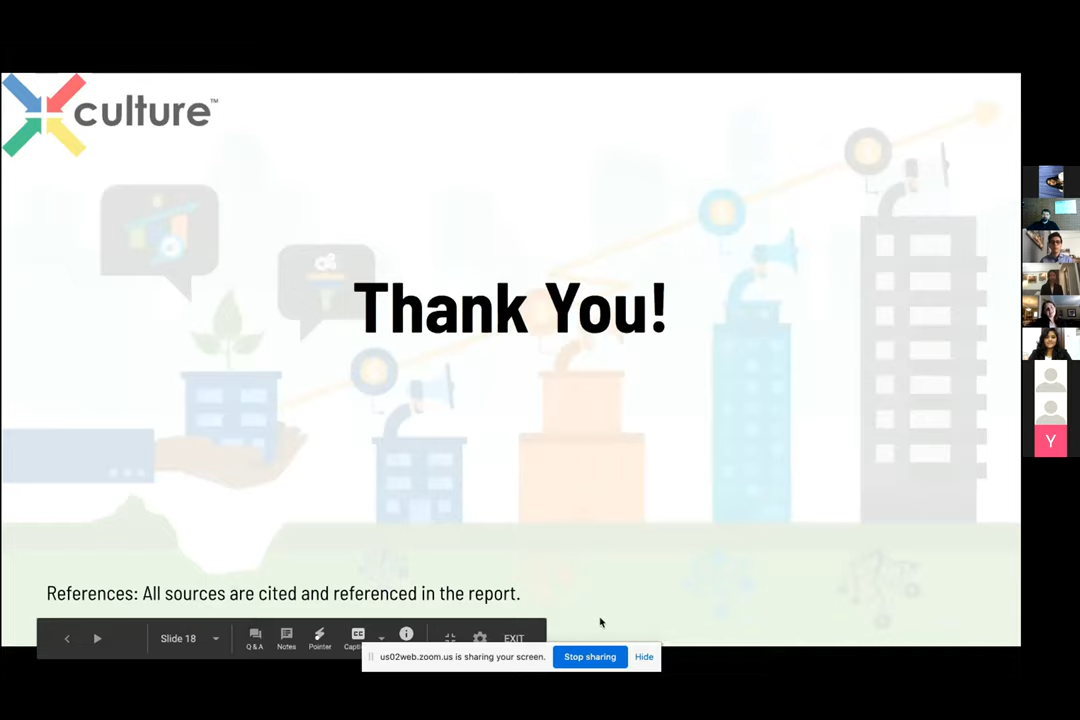 culture™
Thank You!
References: All sources are cited and referenced in the report.
Slide 18
Q & A
Notes
Pointer
CC
EXIT
us02web.zoom.us is sharing your screen.
Stop sharing
Hide
Y